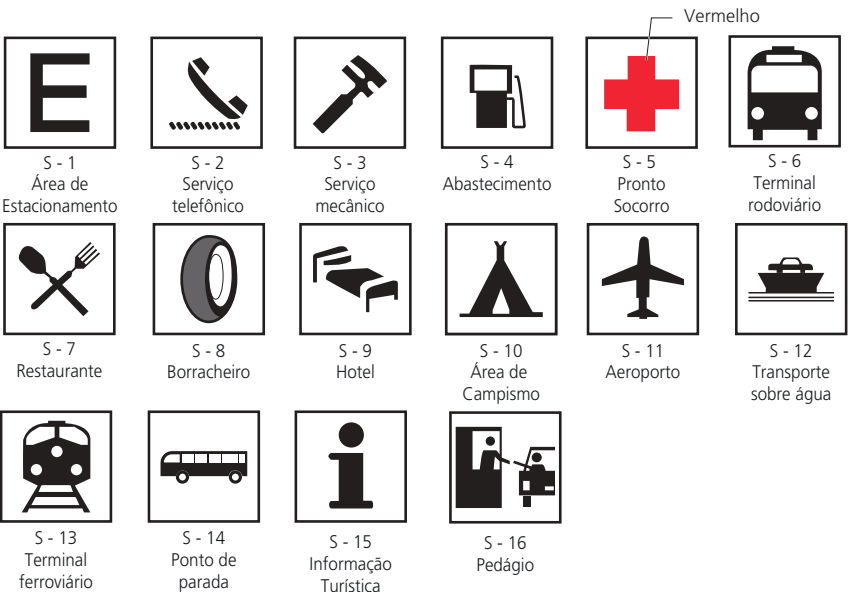 Vermelho
E
S - 1
Área de
Estacionamento
S - 2
Serviço
telefônico
S - 3
Serviço
mecânico
S - 4
Abastecimento
S - 5
Pronto
Socorro
S - 6
Terminal
rodoviário
S - 7
Restaurante
S - 8
Borracheiro
S - 9
Hotel
S - 10
Área de
Campismo
S - 11
Aeroporto
S - 12
Transporte
sobre água
S - 13
Terminal
ferroviário
S - 14
Ponto de
parada
i
S - 15
Informação
Turística
S - 16
Pedágio